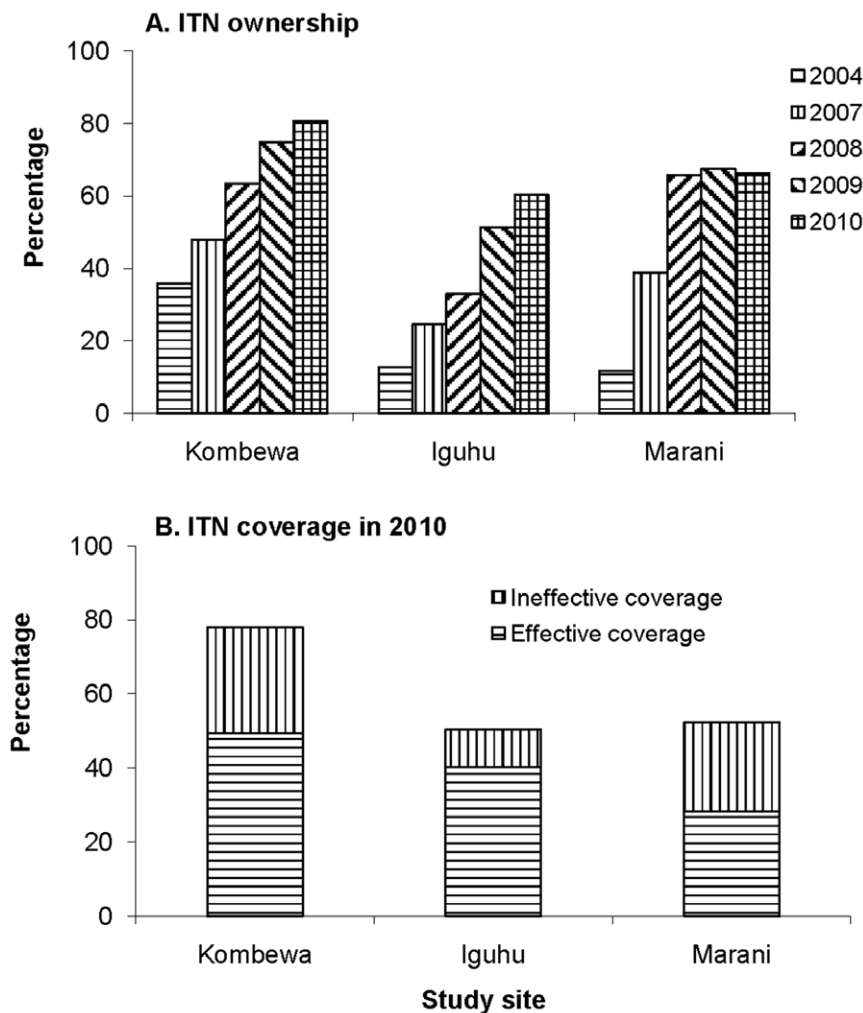 A. ITN ownership
100
80
60
40
20
0
Percentage
2004
2007
2008
2009
2010
Kombewa Iguhu Marani
B. ITN coverage in 2010
100
80
60
40
20
0
Percentage
Ineffective coverage
Effective coverage
Kombewa Iguhu Marani
Study site